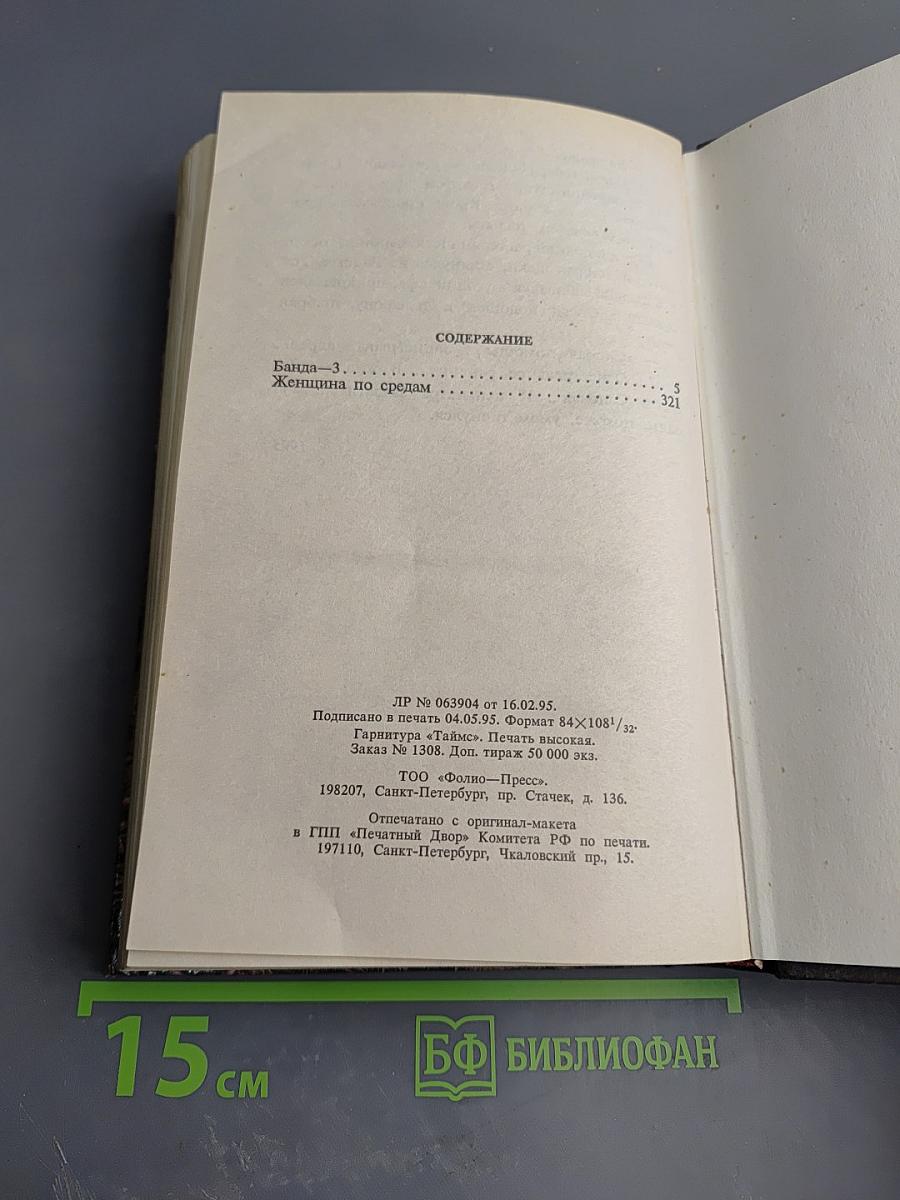 СОДЕРЖАНИЕ
Банда—3 . . . . . . . . . . . . . . . . . . . . . . . . . . . . . . . . . . 5
Женщина по средам . . . . . . . . . . . . . . . . . . . . . . . . 321
ЛР № 063904 от 16.02.95.
Подписано в печать 04.05.95. Формат 84×108¹/₃₂.
Гарнитура «Таймс». Печать высокая.
Заказ № 1308. Доп. тираж 50 000 экз.
ТОО «Фолио—Пресс».
198207, Санкт-Петербург, пр. Стачек, д. 136.
Отпечатано с оригинал-макета
в ГПП «Печатный Двор» Комитета РФ по печати.
197110, Санкт-Петербург, Чкаловский пр., 15.
15 см
БФ БИБЛИОФАН